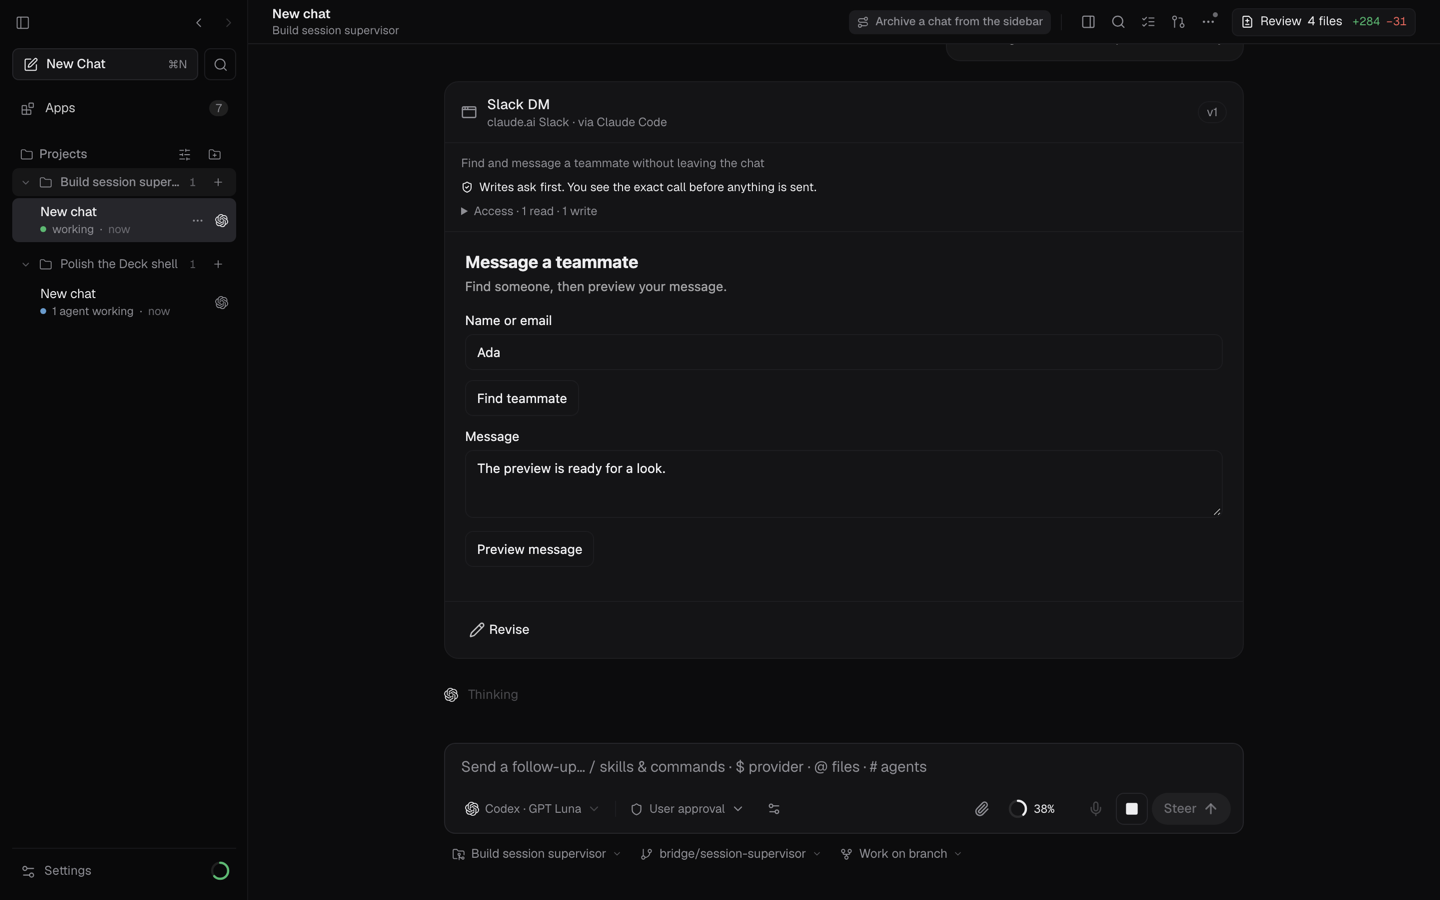 New Chat
⌘N
Apps
7
Projects
Build session super... 1
New chat
working · now
Polish the Deck shell 1
New chat
1 agent working · now
Settings
New chat
Build session supervisor
Archive a chat from the sidebar
Review 4 files +284 −31
Slack DM
claude.ai Slack · via Claude Code
v1
Find and message a teammate without leaving the chat
Writes ask first. You see the exact call before anything is sent.
Access · 1 read · 1 write
Message a teammate
Find someone, then preview your message.
Name or email
Ada
Find teammate
Message
The preview is ready for a look.
Preview message
Revise
Thinking
Send a follow-up... / skills & commands · $ provider · @ files · # agents
Codex · GPT Luna
User approval
38%
Steer
Build session supervisor
bridge/session-supervisor
Work on branch